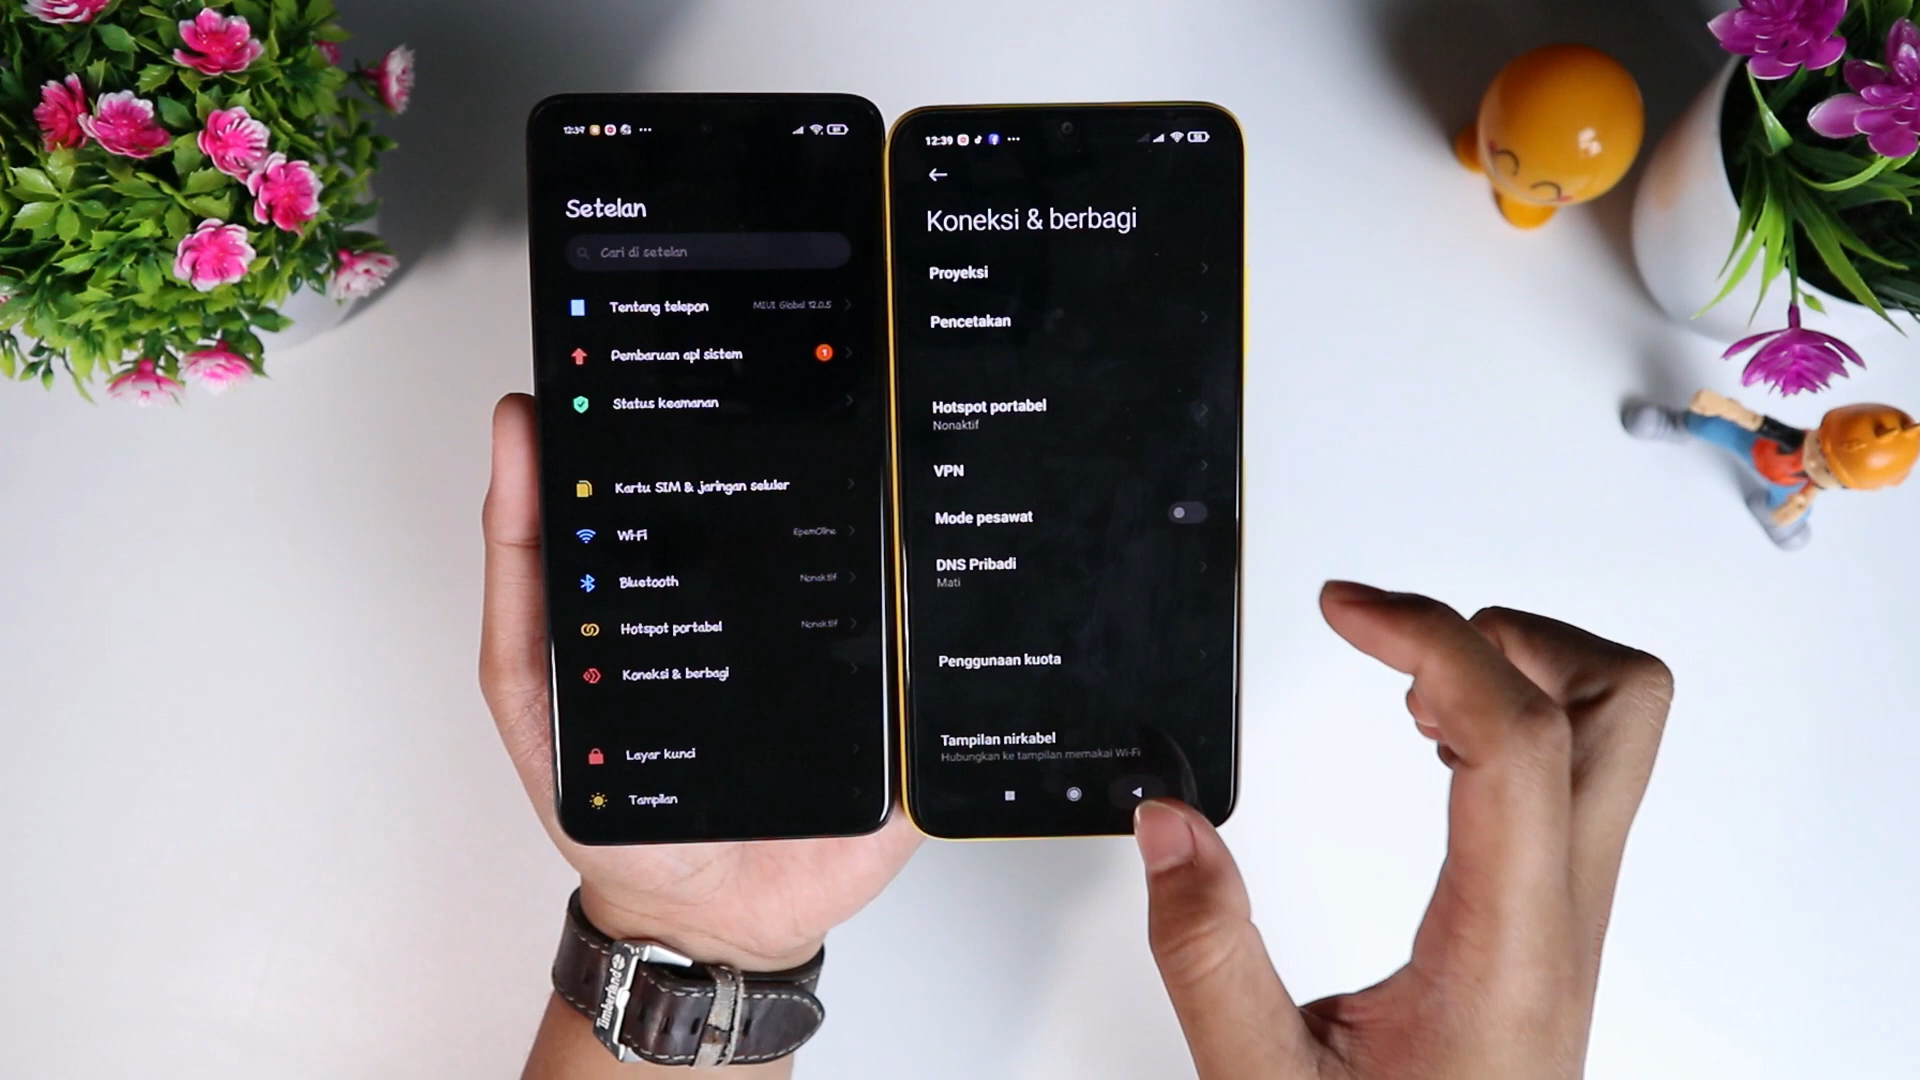 12:39
Setelan
Cari di setelan
Tentang telepon
MIUI Global 12.0.5
Pembaruan apl sistem
1
Status keamanan
Kartu SIM & jaringan seluler
Wi-Fi
Bluetooth
Nonaktif
Hotspot portabel
Nonaktif
Koneksi & berbagi
Layar kunci
Tampilan
12:39
Koneksi & berbagi
Proyeksi
Pencetakan
Hotspot portabel
Nonaktif
VPN
Mode pesawat
DNS Pribadi
Mati
Penggunaan kuota
Tampilan nirkabel
Hubungkan ke tampilan memakai Wi-Fi
Timberland